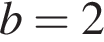 b = 2